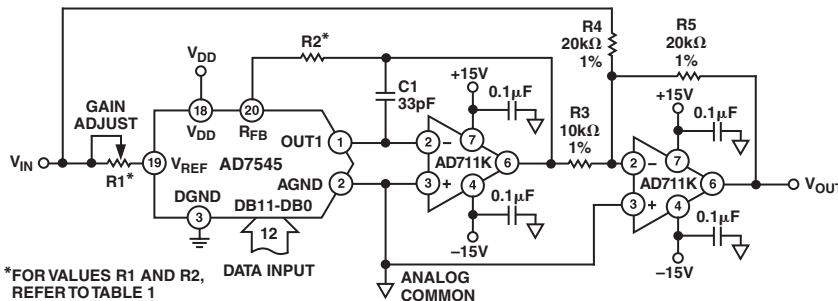 R4
20kΩ
1%
R5
20kΩ
1%
R2*
VDD
C1
33pF
+15V
0.1µF
+15V
0.1µF
GAIN
ADJUST
18
VDD
20
RFB
R3
10kΩ
1%
VIN
R1*
19
VREF
AD7545
OUT1
1
AGND
2
2
–
3
+
7
AD711K
6
4
0.1µF
–15V
2
–
3
+
7
AD711K
6
4
0.1µF
–15V
VOUT
DGND
3
DB11-DB0
12
DATA INPUT
ANALOG
COMMON
*FOR VALUES R1 AND R2,
REFER TO TABLE 1